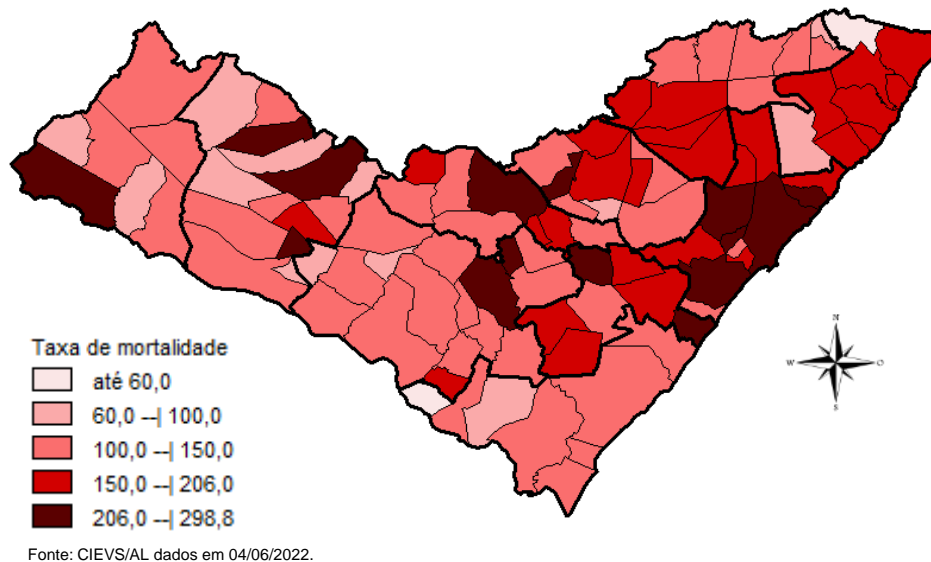 Taxa de mortalidade
até 60,0
60,0 --| 100,0
100,0 --| 150,0
150,0 --| 206,0
206,0 --| 298,8
N
W
O
S
Fonte: CIEVS/AL dados em 04/06/2022.